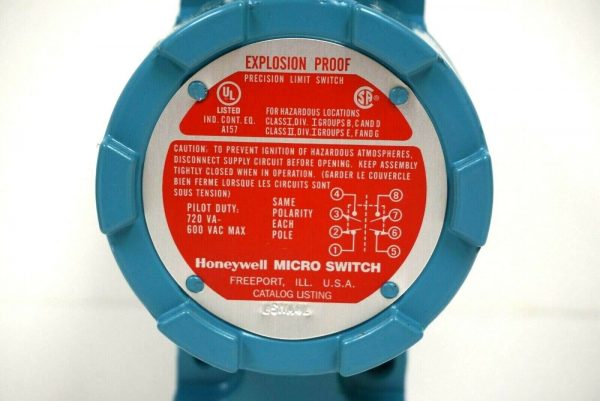 EXPLOSION PROOF
PRECISION LIMIT SWITCH
UL
LISTED
IND. CONT. EQ.
A157
SA
FOR HAZARDOUS LOCATIONS
CLASS I, DIV. I GROUPS B, C AND D
CLASS II, DIV. I GROUPS E, F AND G
CAUTION: TO PREVENT IGNITION OF HAZARDOUS ATMOSPHERES,
DISCONNECT SUPPLY CIRCUIT BEFORE OPENING. KEEP ASSEMBLY
TIGHTLY CLOSED WHEN IN OPERATION. (GARDER LE COUVERCLE
BIEN FERME LORSQUE LES CIRCUITS SONT
SOUS TENSION)
PILOT DUTY:
720 VA-
600 VAC MAX
SAME
POLARITY
EACH
POLE
4 8
3 7
2 6
1 5
Honeywell MICRO SWITCH
FREEPORT, ILL. U.S.A.
CATALOG LISTING